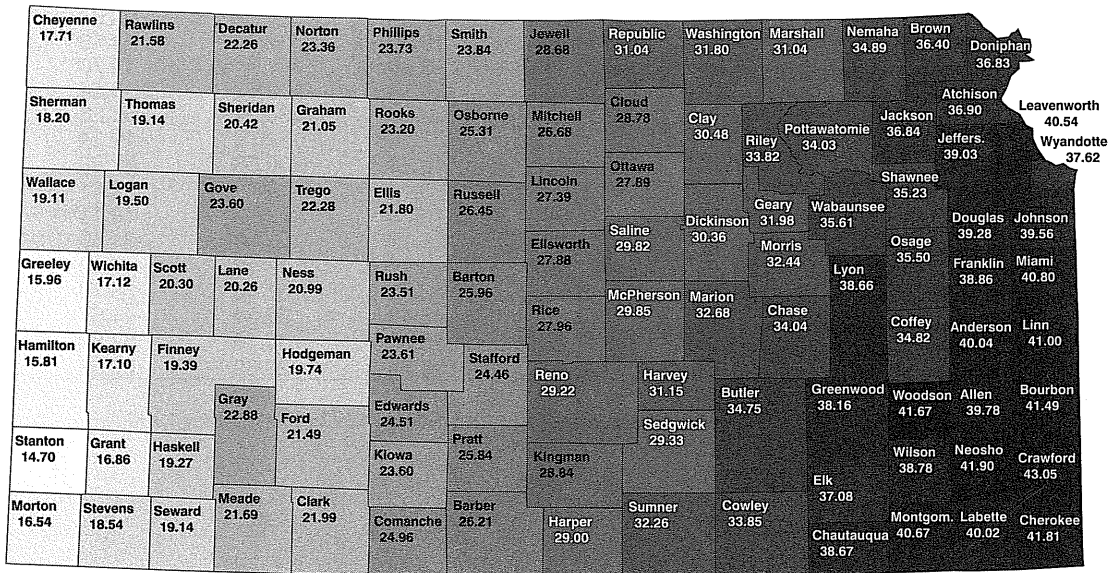 Cheyenne
17.71
Rawlins
21.58
Decatur
22.26
Norton
23.36
Phillips
23.73
Smith
23.84
Jewell
28.68
Republic
31.04
Washington
31.80
Marshall
31.04
Nemaha
34.89
Brown
36.40
Doniphan
36.83
Sherman
18.20
Thomas
19.14
Sheridan
20.42
Graham
21.05
Rooks
23.20
Osborne
25.31
Mitchell
26.68
Cloud
28.78
Clay
30.48
Riley
33.82
Pottawatomie
34.03
Jackson
36.84
Atchison
36.90
Jeffers.
39.03
Leavenworth
40.54
Wyandotte
37.62
Wallace
19.11
Logan
19.50
Gove
23.60
Trego
22.28
Ellis
21.80
Russell
26.45
Lincoln
27.39
Ottawa
27.89
Saline
29.82
Dickinson
30.36
Geary
31.98
Morris
32.44
Wabaunsee
35.61
Shawnee
35.23
Osage
35.50
Douglas
39.28
Johnson
39.56
Greeley
15.96
Wichita
17.12
Scott
20.30
Lane
20.26
Ness
20.99
Rush
23.51
Barton
25.96
Ellsworth
27.88
Rice
27.96
McPherson
29.85
Marion
32.68
Chase
34.04
Lyon
38.66
Franklin
38.86
Miami
40.80
Coffey
34.82
Anderson
40.04
Linn
41.00
Hamilton
15.81
Kearny
17.10
Finney
19.39
Hodgeman
19.74
Pawnee
23.61
Stafford
24.46
Reno
29.22
Harvey
31.15
Butler
34.75
Greenwood
38.16
Woodson
41.67
Allen
39.78
Bourbon
41.49
Gray
22.88
Ford
21.49
Edwards
24.51
Sedgwick
29.33
Stanton
14.70
Grant
16.86
Haskell
19.27
Kiowa
23.60
Pratt
25.84
Kingman
28.84
Elk
37.08
Wilson
38.78
Neosho
41.90
Crawford
43.05
Morton
16.54
Stevens
18.54
Seward
19.14
Meade
21.69
Clark
21.99
Comanche
24.96
Barber
26.21
Harper
29.00
Sumner
32.26
Cowley
33.85
Chautauqua
38.67
Montgom.
40.67
Labette
40.02
Cherokee
41.81